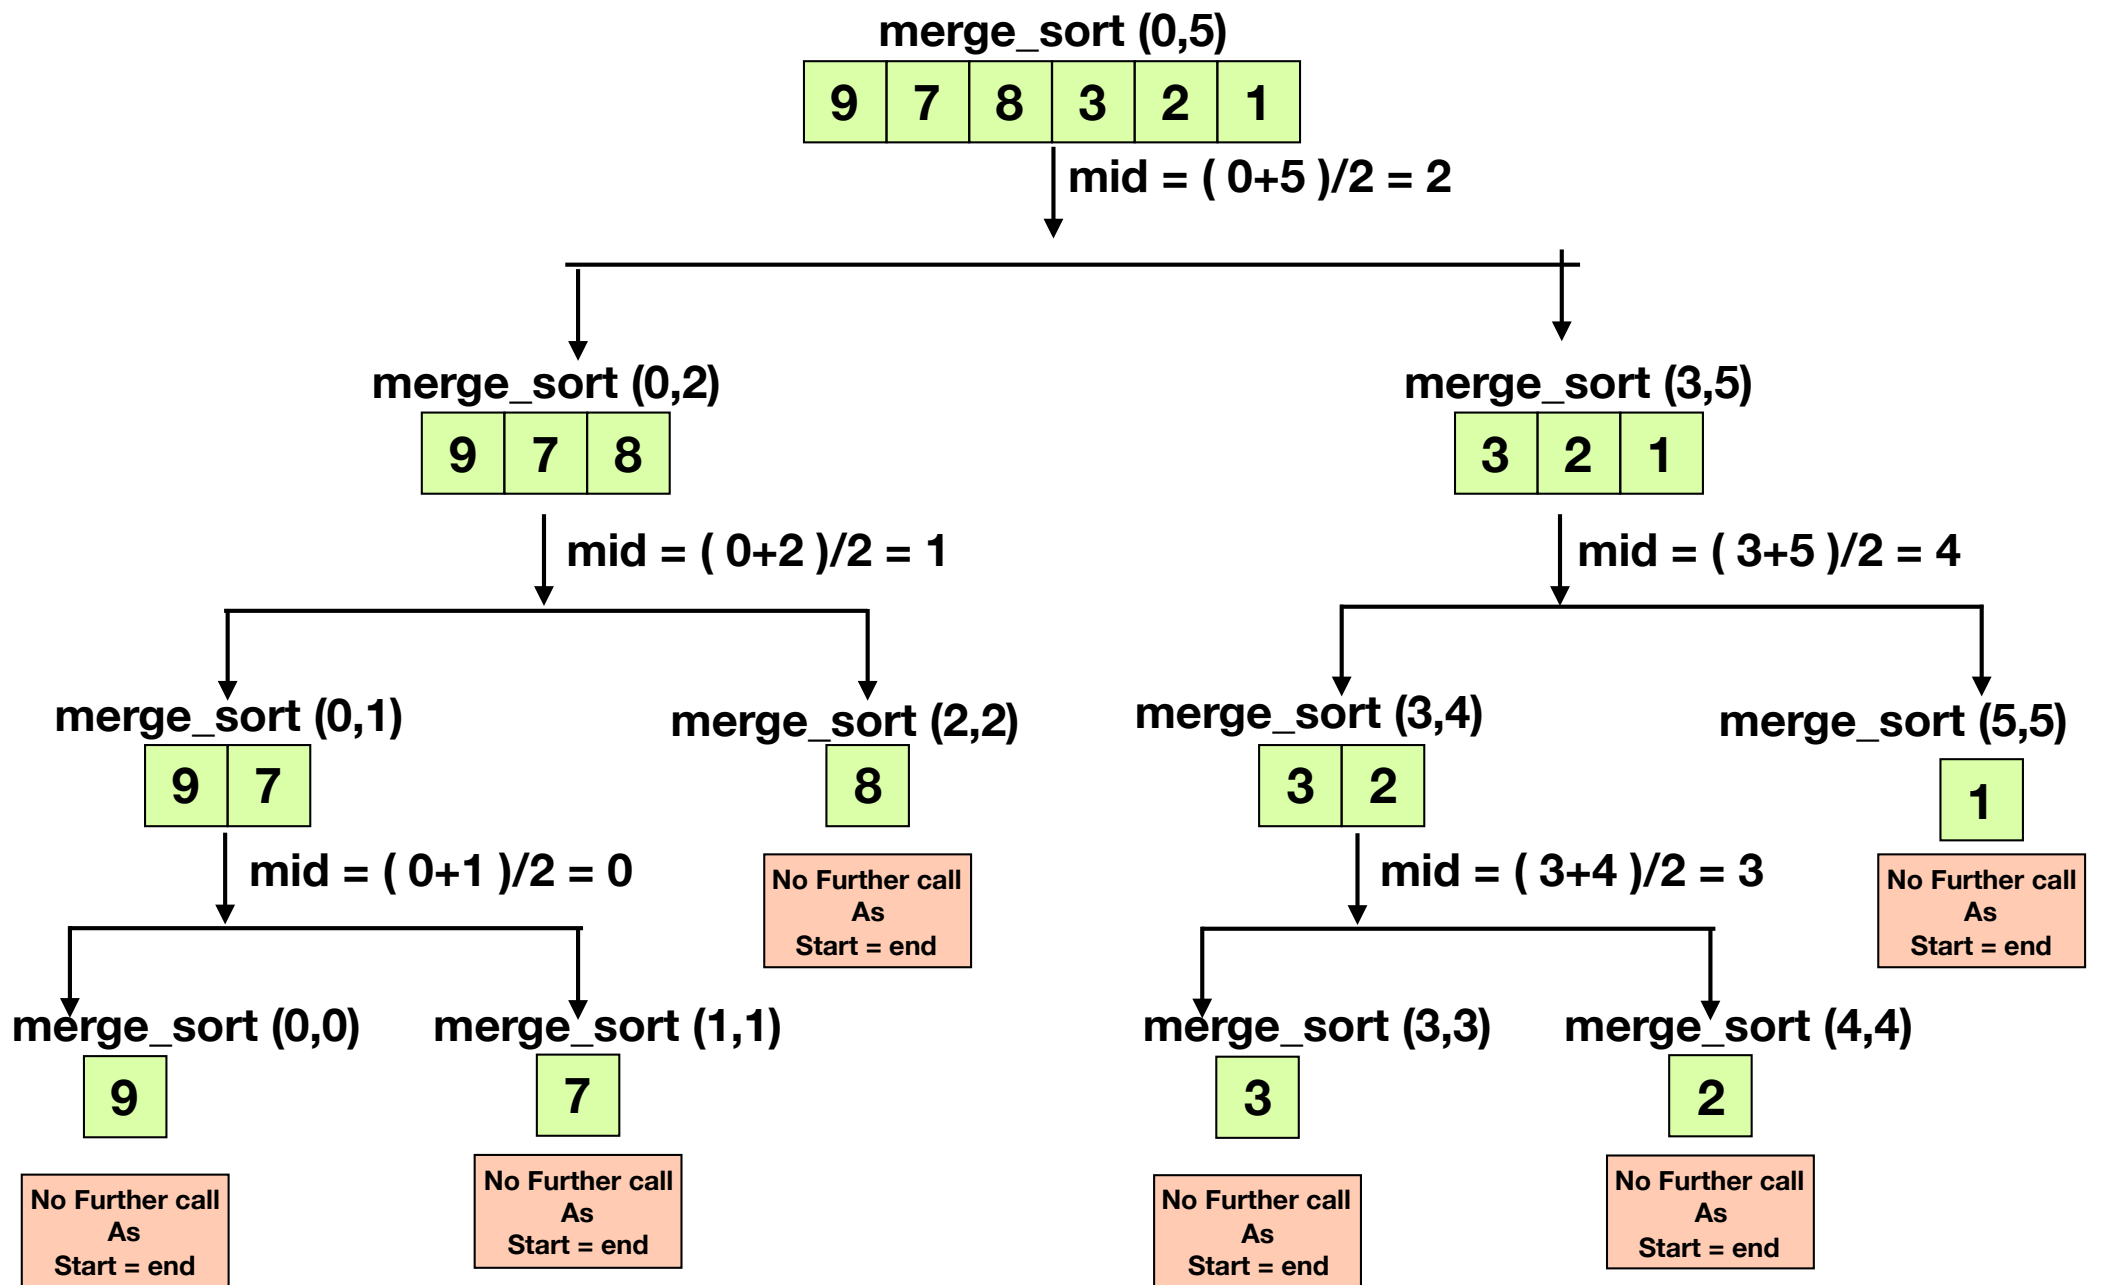 merge_sort (0,5)
9 7 8 3 2 1
mid = ( 0+5 )/2 = 2
merge_sort (0,2)
merge_sort (3,5)
9 7 8
3 2 1
mid = ( 0+2 )/2 = 1
mid = ( 3+5 )/2 = 4
merge_sort (0,1)
merge_sort (2,2)
merge_sort (3,4)
merge_sort (5,5)
9 7
8
3 2
1
mid = ( 0+1 )/2 = 0
No Further call
As
Start = end
mid = ( 3+4 )/2 = 3
No Further call
As
Start = end
merge_sort (0,0)
merge_sort (1,1)
merge_sort (3,3)
merge_sort (4,4)
9
7
3
2
No Further call
As
Start = end
No Further call
As
Start = end
No Further call
As
Start = end
No Further call
As
Start = end